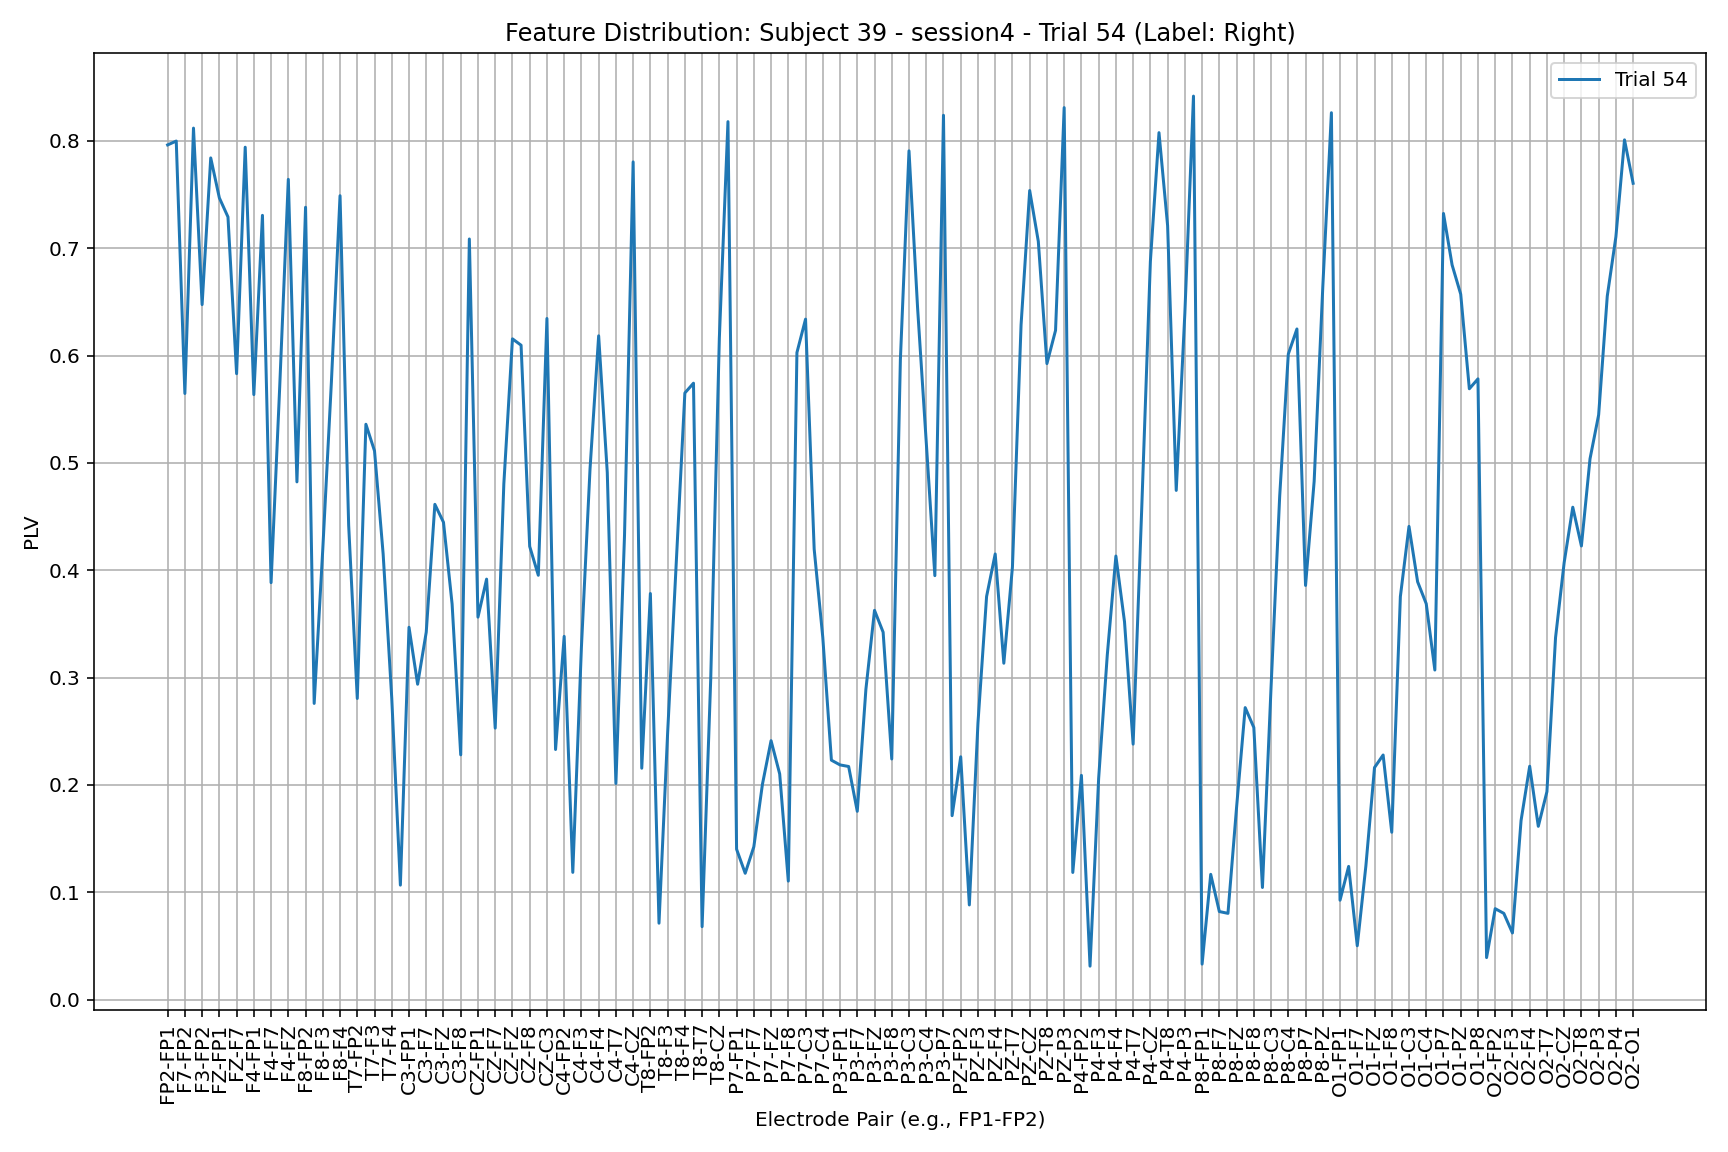 Feature Distribution: Subject 39 - session4 - Trial 54 (Label: Right)
Trial 54
PLV
0.8
0.7
0.6
0.5
0.4
0.3
0.2
0.1
0.0
FP2-FP1
F7-FP2
F3-FP2
FZ-FP1
FZ-F7
F4-FP1
F4-F7
F4-FZ
F8-FP2
F8-F3
F8-F4
T7-FP2
T7-F3
T7-F4
C3-FP1
C3-F7
C3-FZ
C3-F8
CZ-FP1
CZ-F7
CZ-FZ
CZ-F8
CZ-C3
C4-FP2
C4-F3
C4-F4
C4-T7
C4-CZ
T8-FP2
T8-F3
T8-F4
T8-T7
T8-CZ
P7-FP1
P7-F7
P7-FZ
P7-F8
P7-C3
P7-C4
P3-FP1
P3-F7
P3-FZ
P3-F8
P3-C3
P3-C4
P3-P7
PZ-FP2
PZ-F3
PZ-F4
PZ-T7
PZ-CZ
PZ-T8
PZ-P3
P4-FP2
P4-F3
P4-F4
P4-T7
P4-CZ
P4-T8
P4-P3
P8-FP1
P8-F7
P8-FZ
P8-F8
P8-C3
P8-C4
P8-P7
P8-PZ
O1-FP1
O1-F7
O1-FZ
O1-F8
O1-C3
O1-C4
O1-P7
O1-PZ
O1-P8
O2-FP2
O2-F3
O2-F4
O2-T7
O2-CZ
O2-T8
O2-P3
O2-P4
O2-O1
Electrode Pair (e.g., FP1-FP2)